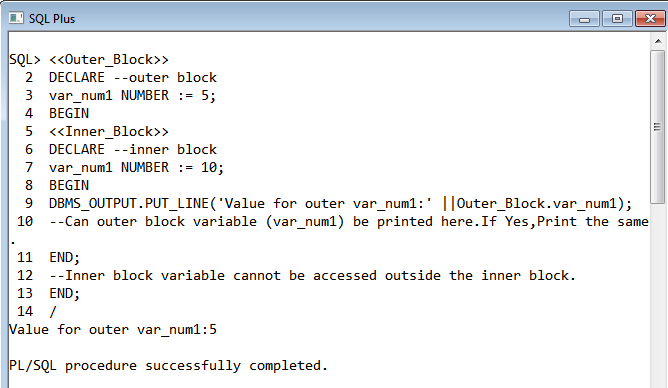 SQL Plus
SQL> <<Outer_Block>>
2 DECLARE --outer block
3 var_num1 NUMBER := 5;
4 BEGIN
5 <<Inner_Block>>
6 DECLARE --inner block
7 var_num1 NUMBER := 10;
8 BEGIN
9 DBMS_OUTPUT.PUT_LINE('Value for outer var_num1:' ||Outer_Block.var_num1);
10 --Can outer block variable (var_num1) be printed here.If Yes,Print the same
.
11 END;
12 --Inner block variable cannot be accessed outside the inner block.
13 END;
14 /
Value for outer var_num1:5
PL/SQL procedure successfully completed.